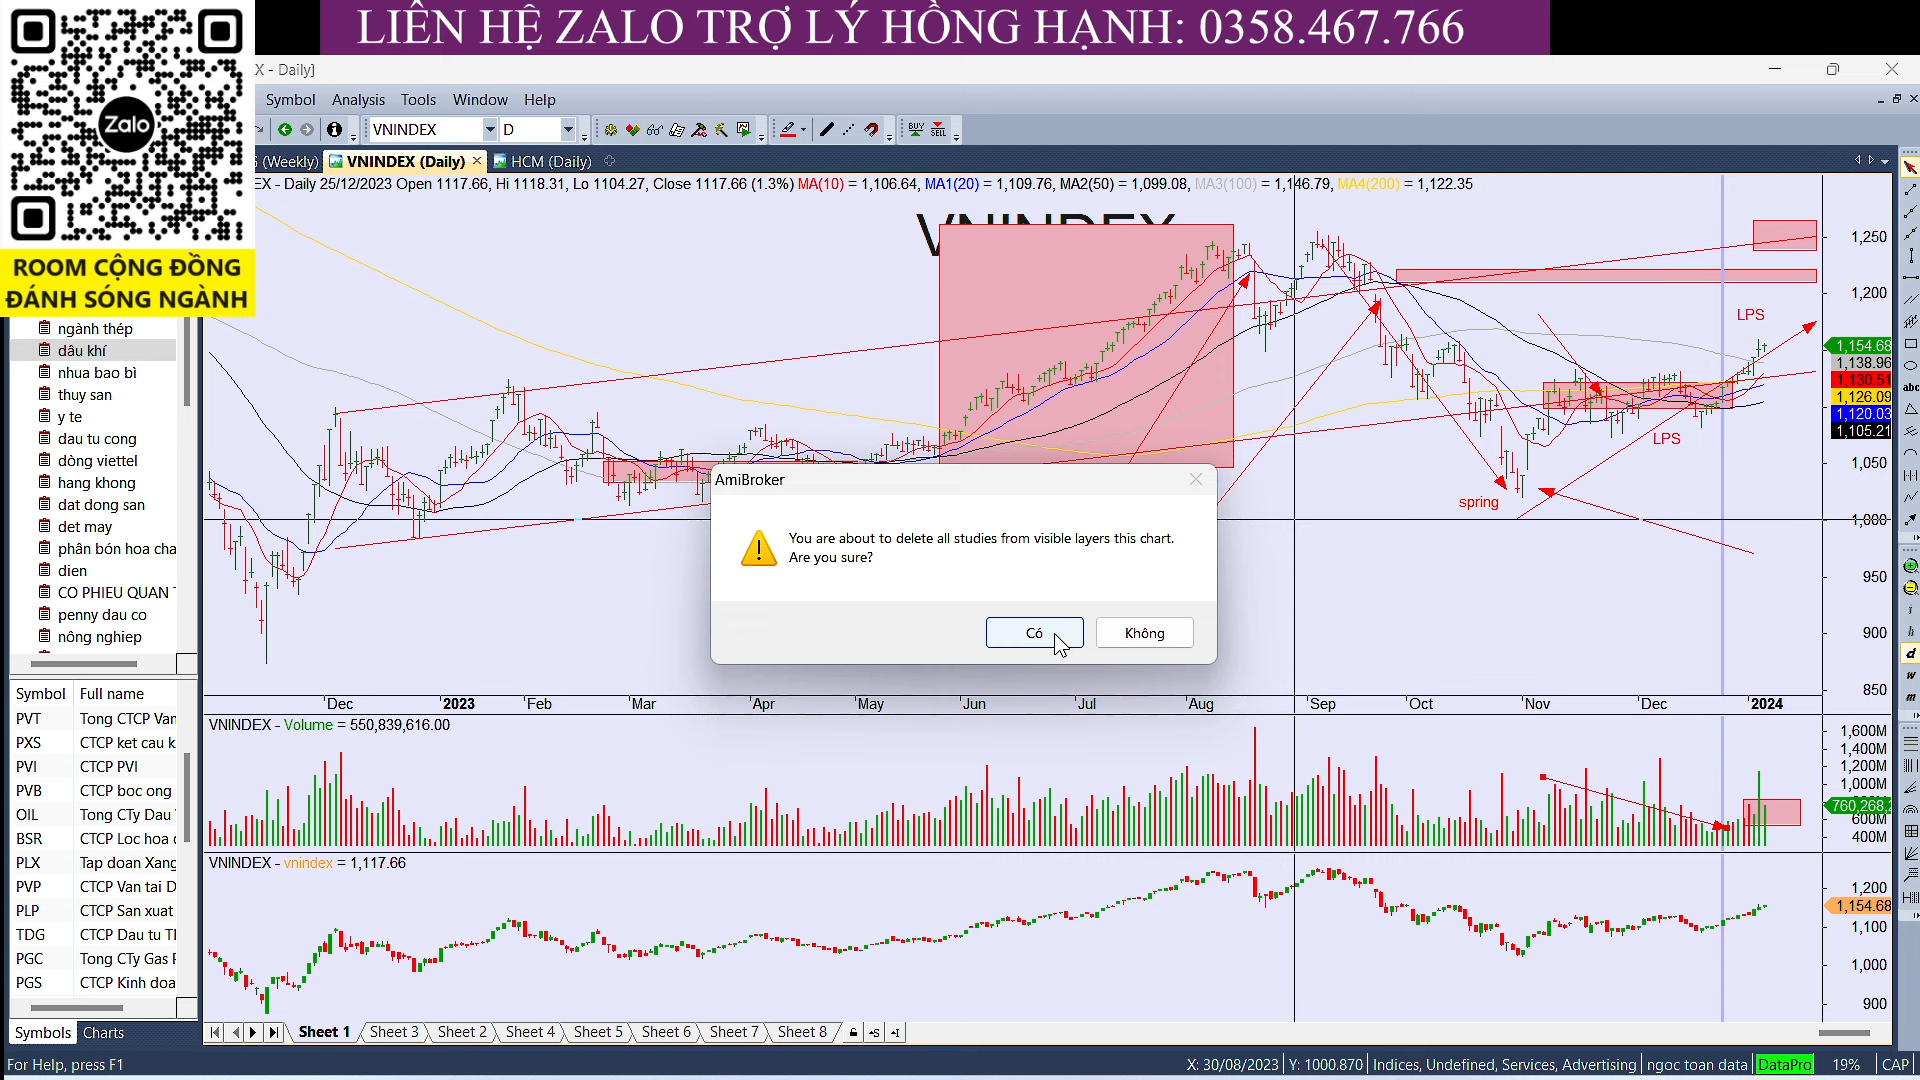 LIÊN HỆ ZALO TRỢ LÝ HỒNG HẠNH: 0358.467.766
Zalo
ROOM CỘNG ĐỒNG
ĐÁNH SÓNG NGÀNH
X - Daily]
Symbol Analysis Tools Window Help
VNINDEX D
BUY SELL
(Weekly) VNINDEX (Daily) HCM (Daily)
EX - Daily 25/12/2023 Open 1117.66, Hi 1118.31, Lo 1104.27, Close 1117.66 (1.3%) MA(10) = 1,106.64, MA1(20) = 1,109.76, MA2(50) = 1,099.08, MA3(100) = 1,146.79, MA4(200) = 1,122.35
VNINDEX
1,250
1,200
LPS
1,154.68
1,138.96
1,130.51
1,126.09
1,120.03
1,105.21
LPS
1,050
spring
1,000
950
900
850
abc
ngành thép
dâu khí
nhua bao bì
thuy san
y te
dau tu cong
dòng viettel
hang khong
dat dong san
det may
phân bón hoa cha
dien
CO PHIEU QUAN
penny dau co
nông nghiep
AmiBroker
You are about to delete all studies from visible layers this chart.
Are you sure?
Có Không
Dec 2023 Feb Mar Apr May Jun Jul Aug Sep Oct Nov Dec 2024
Symbol Full name
PVT Tong CTCP Van
PXS CTCP ket cau k
PVI CTCP PVI
PVB CTCP boc ong
OIL Tong CTy Dau
BSR CTCP Loc hoa
PLX Tap doan Xang
PVP CTCP Van tai D
PLP CTCP San xuat
TDG CTCP Dau tu
PGC Tong CTy Gas
PGS CTCP Kinh doa
VNINDEX - Volume = 550,839,616.00
1,600M
1,400M
1,200M
1,000M
760,268,
600M
400M
VNINDEX - vnindex = 1,117.66
1,200
1,154.68
1,100
1,000
900
i
h
d
w
m
Symbols Charts
Sheet 1 Sheet 3 Sheet 2 Sheet 4 Sheet 5 Sheet 6 Sheet 7 Sheet 8
For Help, press F1
X: 30/08/2023 Y: 1000.870 Indices, Undefined, Services, Advertising ngoc toan data DataPro 19% CAP